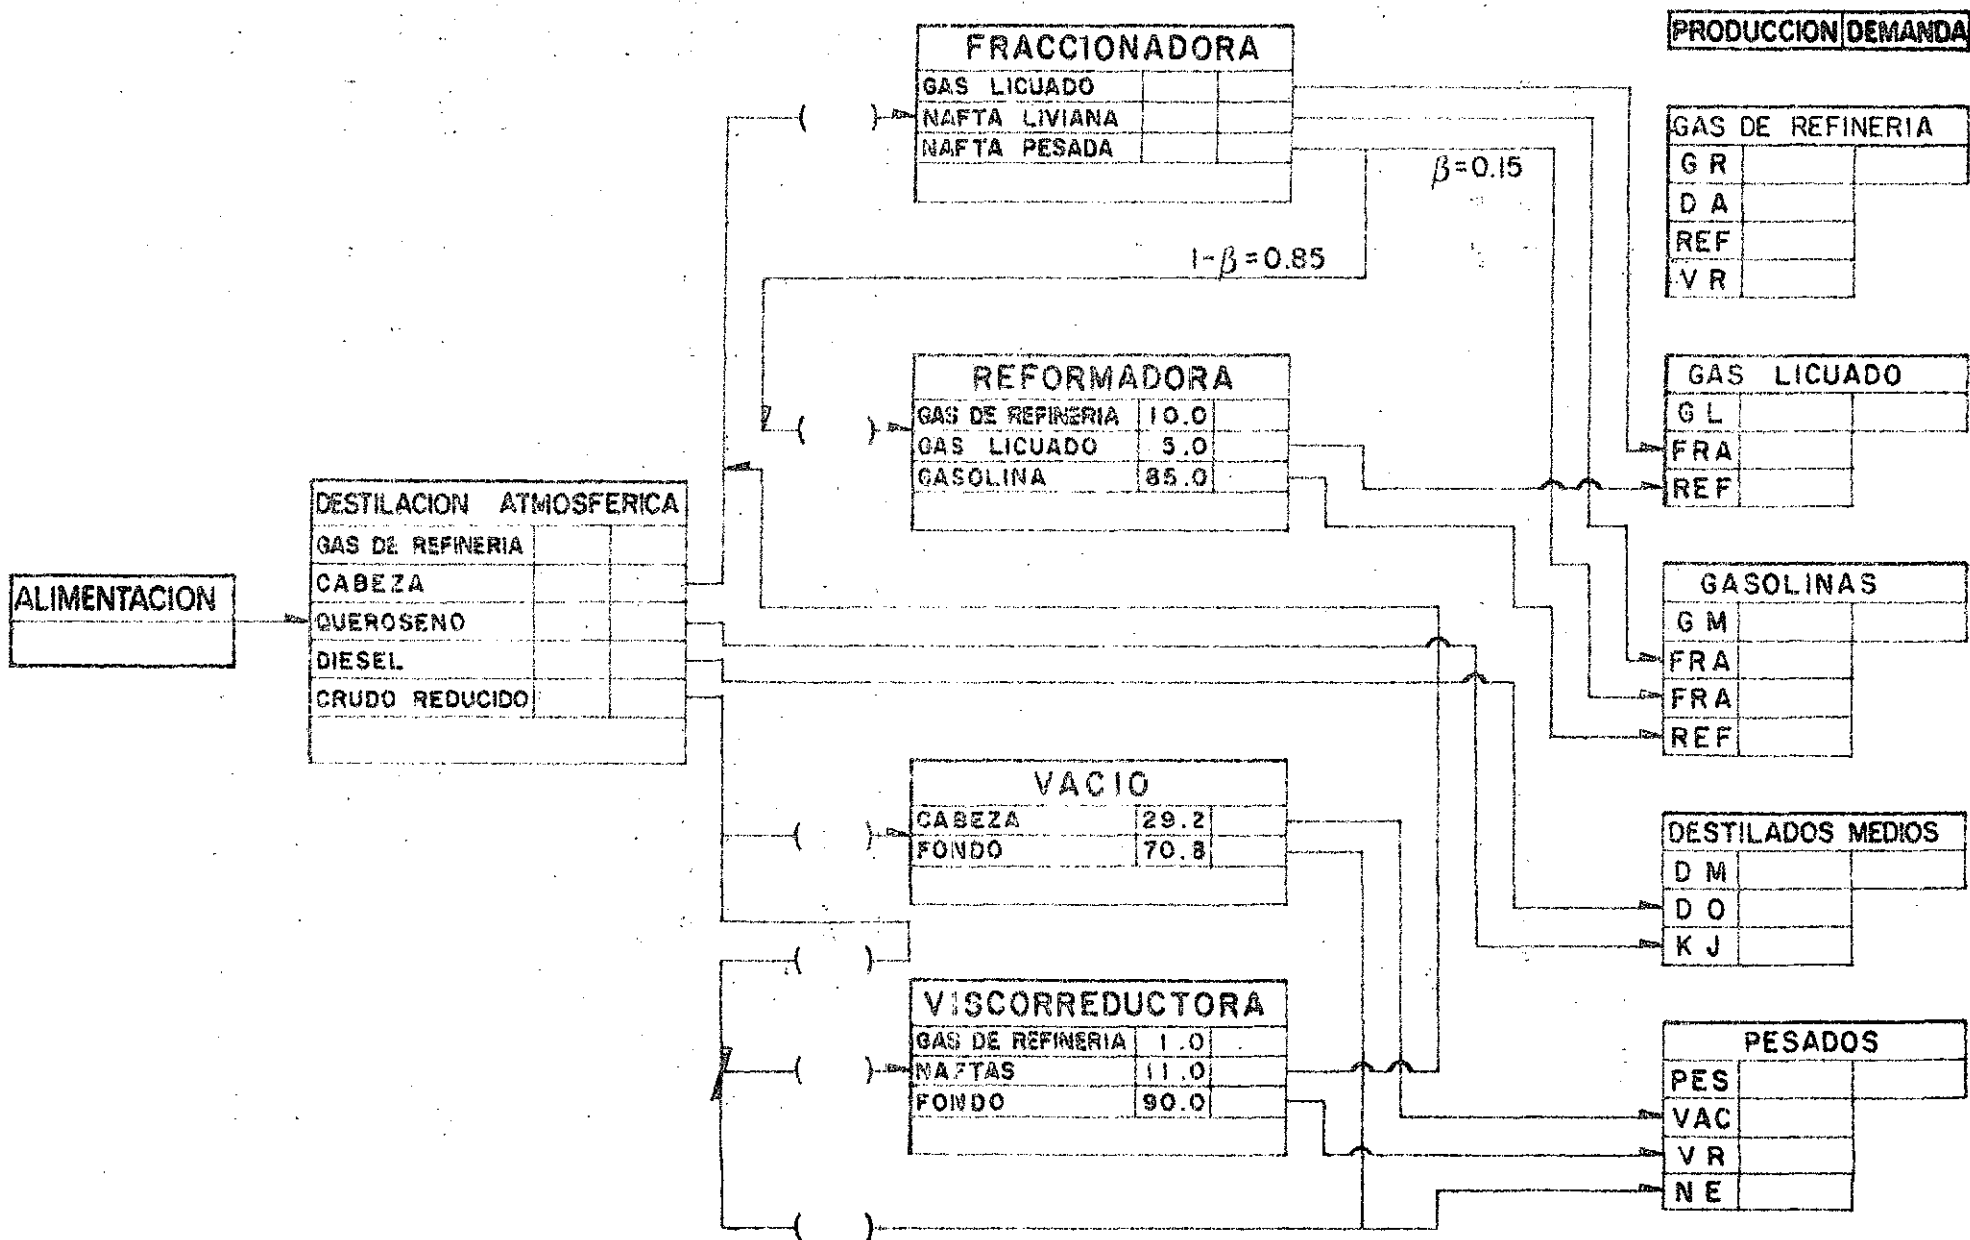 PRODUCCION DEMANDA
FRACCIONADORA
GAS LICUADO
NAFTA LIVIANA
NAFTA PESADA
( )
β=0.15
1-β=0.85
GAS DE REFINERIA
G R
D A
REF
V R
REFORMADORA
GAS DE REFINERIA 10.0
GAS LICUADO 5.0
GASOLINA 85.0
( )
GAS LICUADO
G L
FRA
REF
DESTILACION ATMOSFERICA
GAS DE REFINERIA
CABEZA
QUEROSENO
DIESEL
CRUDO REDUCIDO
ALIMENTACION
GASOLINAS
G M
FRA
FRA
REF
VACIO
CABEZA 29.2
FONDO 70.8
( )
( )
DESTILADOS MEDIOS
D M
D O
K J
VISCORREDUCTORA
GAS DE REFINERIA 1.0
NAFTAS 11.0
FONDO 90.0
( )
( )
PESADOS
PES
VAC
V R
N E